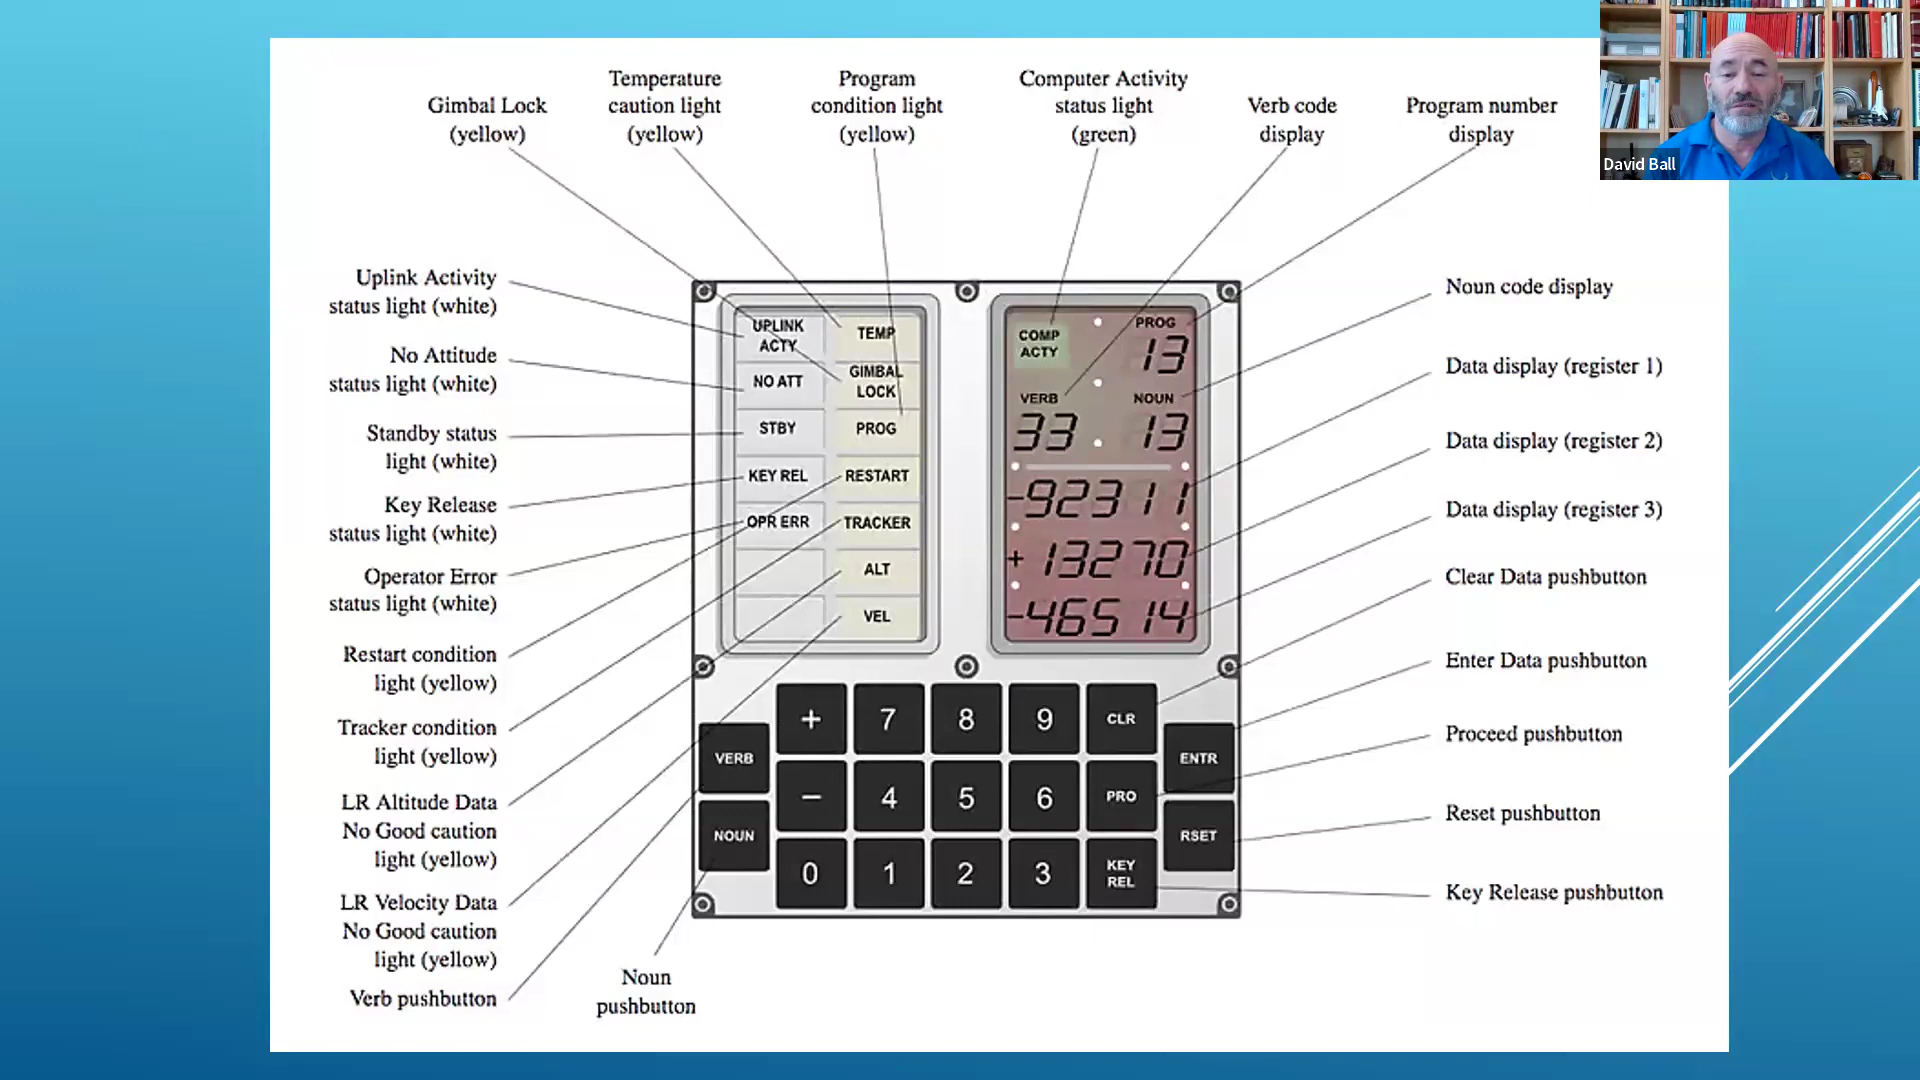 Gimbal Lock
(yellow)
Temperature
caution light
(yellow)
Program
condition light
(yellow)
Computer Activity
status light
(green)
Verb code
display
Program number
display
David Ball
Uplink Activity
status light (white)
No Attitude
status light (white)
Standby status
light (white)
Key Release
status light (white)
Operator Error
status light (white)
Restart condition
light (yellow)
Tracker condition
light (yellow)
LR Altitude Data
No Good caution
light (yellow)
LR Velocity Data
No Good caution
light (yellow)
Verb pushbutton
Noun
pushbutton
UPLINK
ACTY
TEMP
NO ATT
GIMBAL
LOCK
STBY
PROG
KEY REL
RESTART
OPR ERR
TRACKER
ALT
VEL
COMP
ACTY
PROG
13
VERB
NOUN
33
13
-92311
+13270
-46514
VERB
NOUN
+
7
8
9
CLR
−
4
5
6
PRO
0
1
2
3
KEY
REL
ENTR
RSET
Noun code display
Data display (register 1)
Data display (register 2)
Data display (register 3)
Clear Data pushbutton
Enter Data pushbutton
Proceed pushbutton
Reset pushbutton
Key Release pushbutton